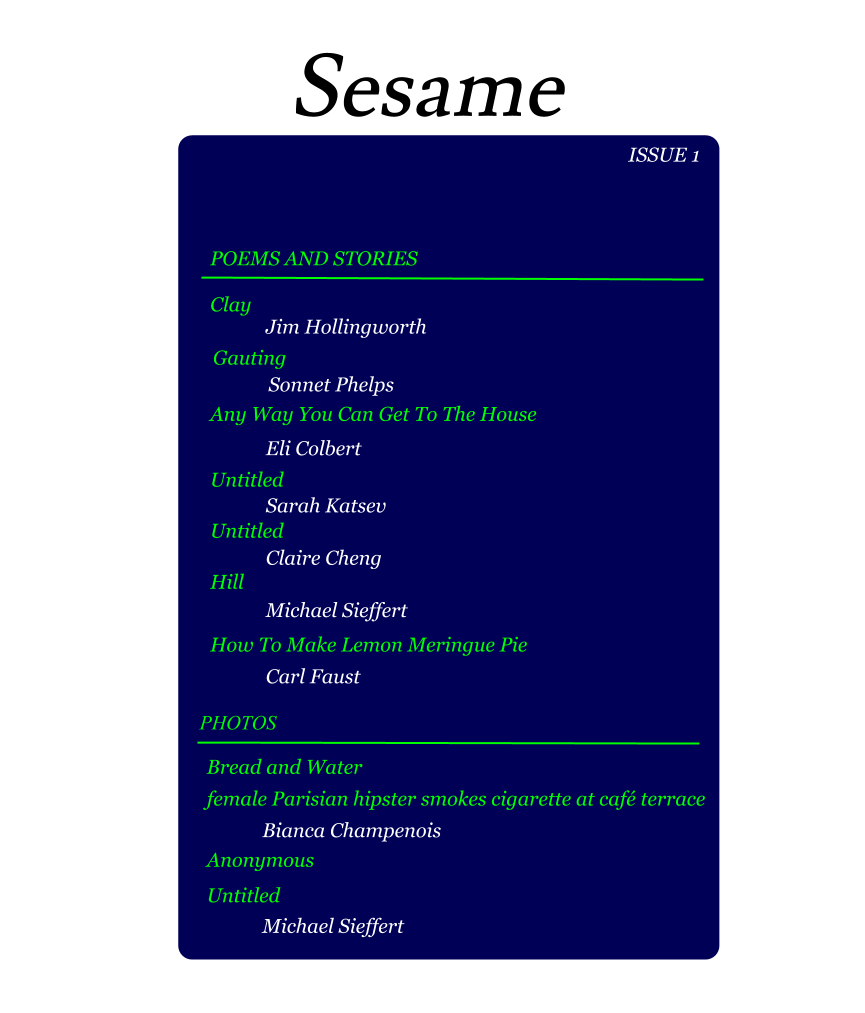 Sesame
ISSUE 1
POEMS AND STORIES
Clay
Jim Hollingworth
Gauting
Sonnet Phelps
Any Way You Can Get To The House
Eli Colbert
Untitled
Sarah Katsev
Untitled
Claire Cheng
Hill
Michael Sieffert
How To Make Lemon Meringue Pie
Carl Faust
PHOTOS
Bread and Water
female Parisian hipster smokes cigarette at café terrace
Bianca Champenois
Anonymous
Untitled
Michael Sieffert